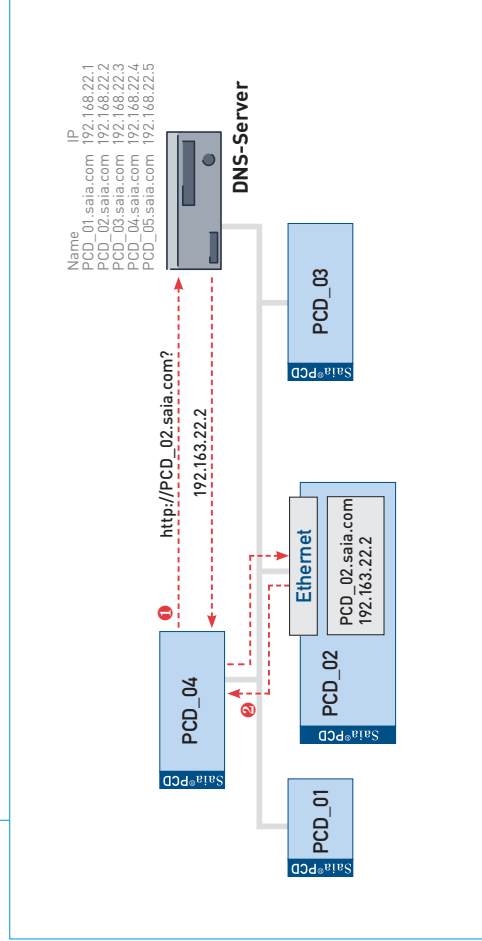 Name IP
PCD_01.saia.com 192.168.22.1
PCD_02.saia.com 192.168.22.2
PCD_03.saia.com 192.168.22.3
PCD_04.saia.com 192.168.22.4
PCD_05.saia.com 192.168.22.5
DNS-Server
http://PCD_02.saia.com?
192.163.22.2
1
Saia®PCD
PCD_04
2
Saia®PCD
PCD_01
Saia®PCD
PCD_02
Ethernet
PCD_02.saia.com
192.163.22.2
Saia®PCD
PCD_03